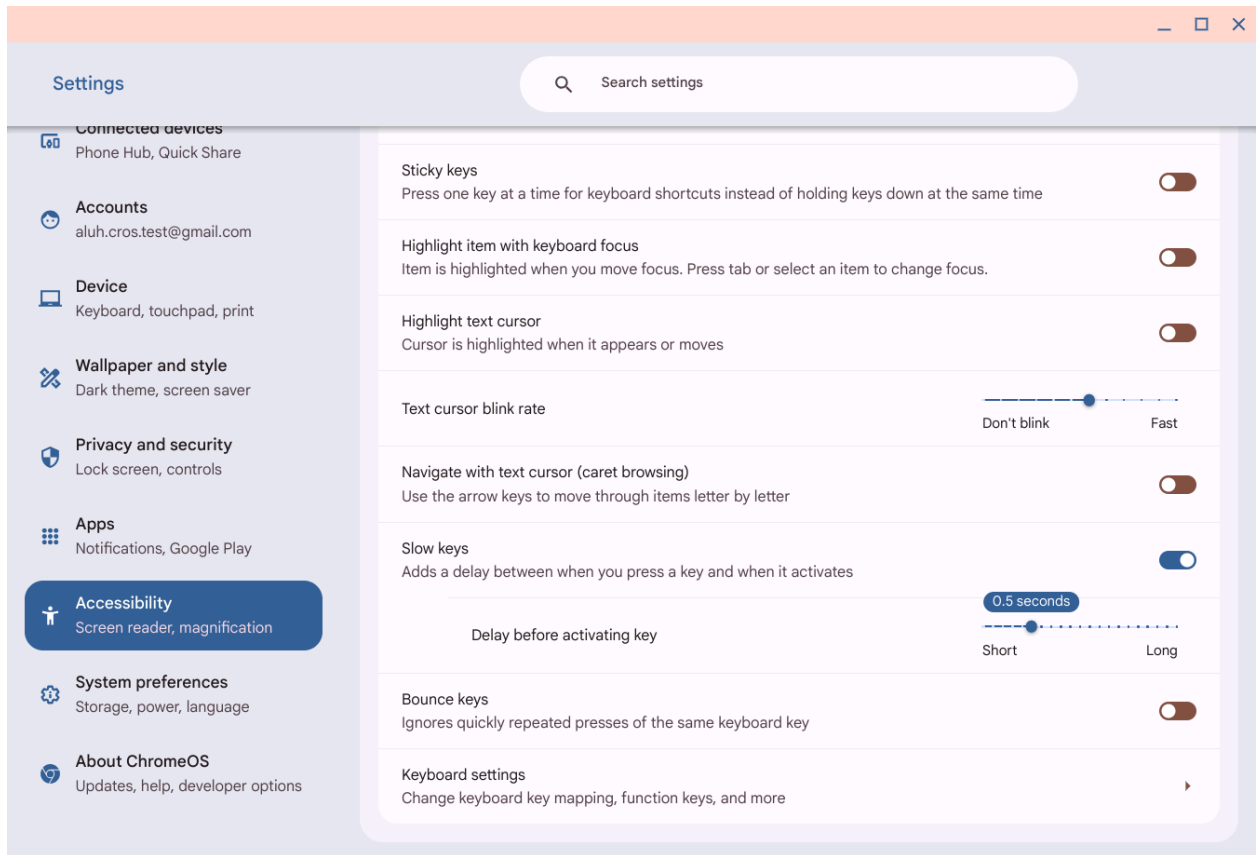 Settings
Search settings
Connected devices
Phone Hub, Quick Share
Accounts
aluh.cros.test@gmail.com
Device
Keyboard, touchpad, print
Wallpaper and style
Dark theme, screen saver
Privacy and security
Lock screen, controls
Apps
Notifications, Google Play
Accessibility
Screen reader, magnification
System preferences
Storage, power, language
About ChromeOS
Updates, help, developer options
Sticky keys
Press one key at a time for keyboard shortcuts instead of holding keys down at the same time
Highlight item with keyboard focus
Item is highlighted when you move focus. Press tab or select an item to change focus.
Highlight text cursor
Cursor is highlighted when it appears or moves
Text cursor blink rate
Don't blink
Fast
Navigate with text cursor (caret browsing)
Use the arrow keys to move through items letter by letter
Slow keys
Adds a delay between when you press a key and when it activates
0.5 seconds
Delay before activating key
Short
Long
Bounce keys
Ignores quickly repeated presses of the same keyboard key
Keyboard settings
Change keyboard key mapping, function keys, and more